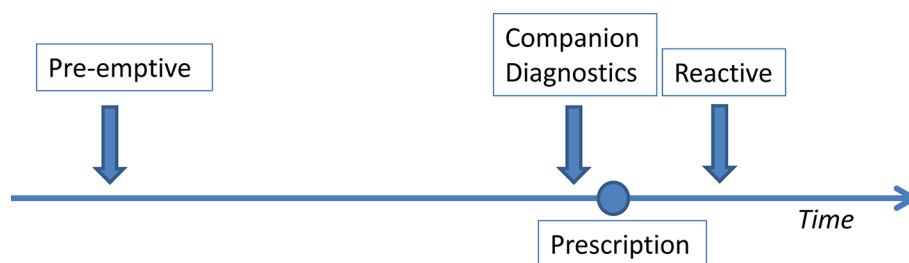 Pre-emptive
Companion
Diagnostics
Reactive
Time
Prescription